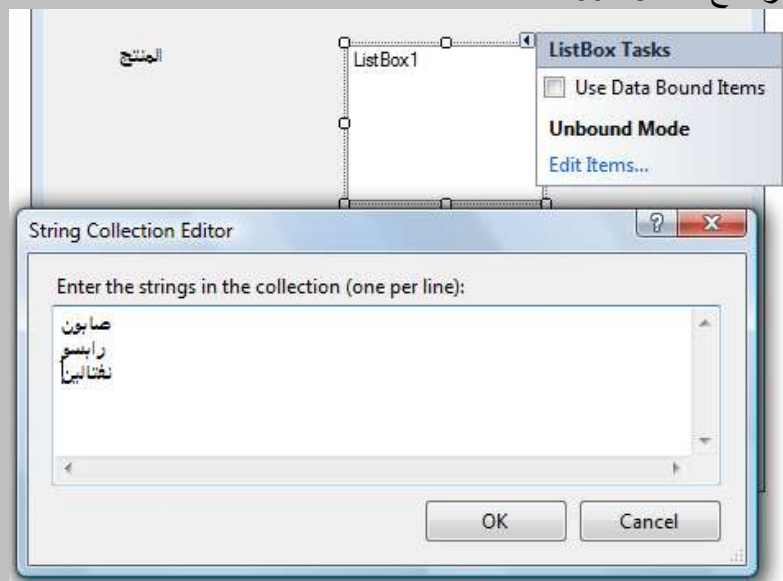 المنتج
ListBox1
ListBox Tasks
Use Data Bound Items
Unbound Mode
Edit Items...
String Collection Editor
Enter the strings in the collection (one per line):
صابون
رابسو
نفتالين
OK
Cancel